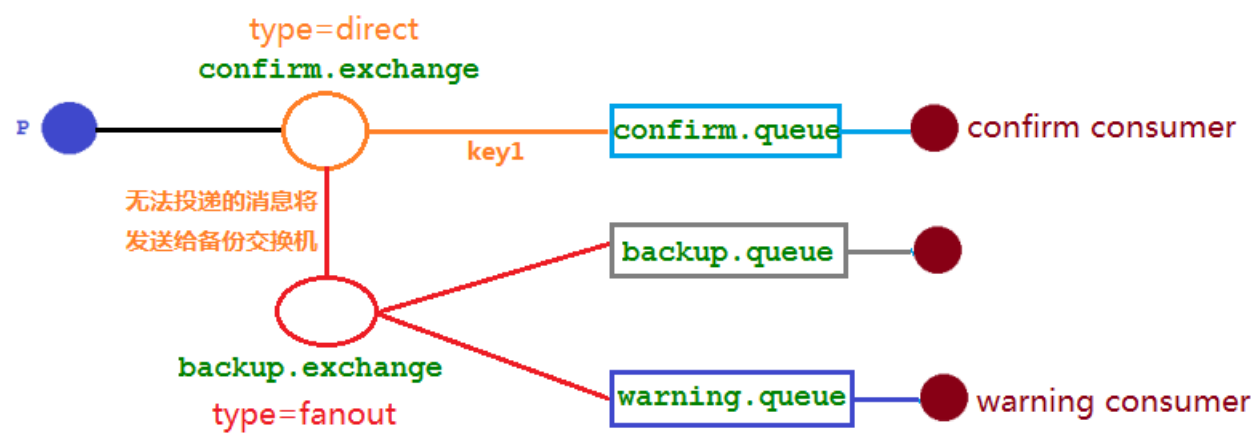 type=direct
confirm.exchange
P
key1
confirm.queue
confirm consumer
无法投递的消息将
发送给备份交换机
backup.queue
backup.exchange
type=fanout
warning.queue
warning consumer